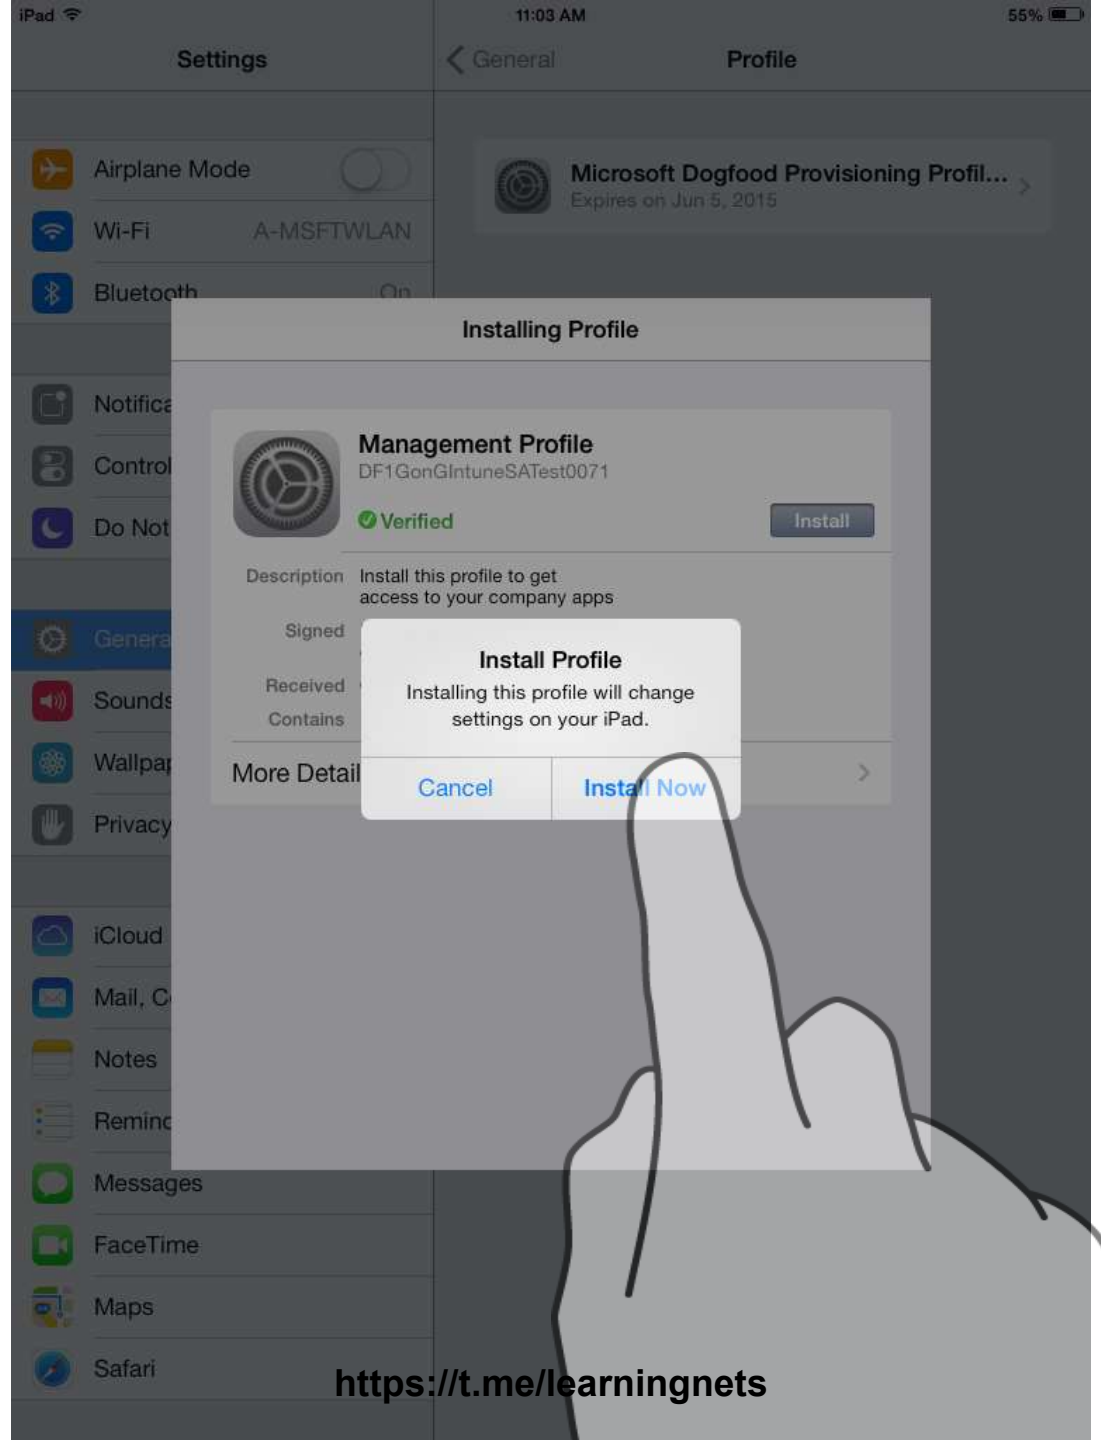 iPad
11:03 AM
55%
Settings
General
Profile
Airplane Mode
Wi-Fi
A-MSFTWLAN
Bluetooth
On
Microsoft Dogfood Provisioning Profil...
Expires on Jun 5, 2015
Installing Profile
Notifica
Control
Do Not
Genera
Sounds
Wallpap
Privacy
iCloud
Mail, C
Notes
Reminc
Messages
FaceTime
Maps
Safari
Management Profile
DF1GonGIntuneSATest0071
Verified
Install
Description
Install this profile to get
access to your company apps
Signed
Received
Contains
More Detail
Install Profile
Installing this profile will change
settings on your iPad.
Cancel
Install Now
https://t.me/learningnets